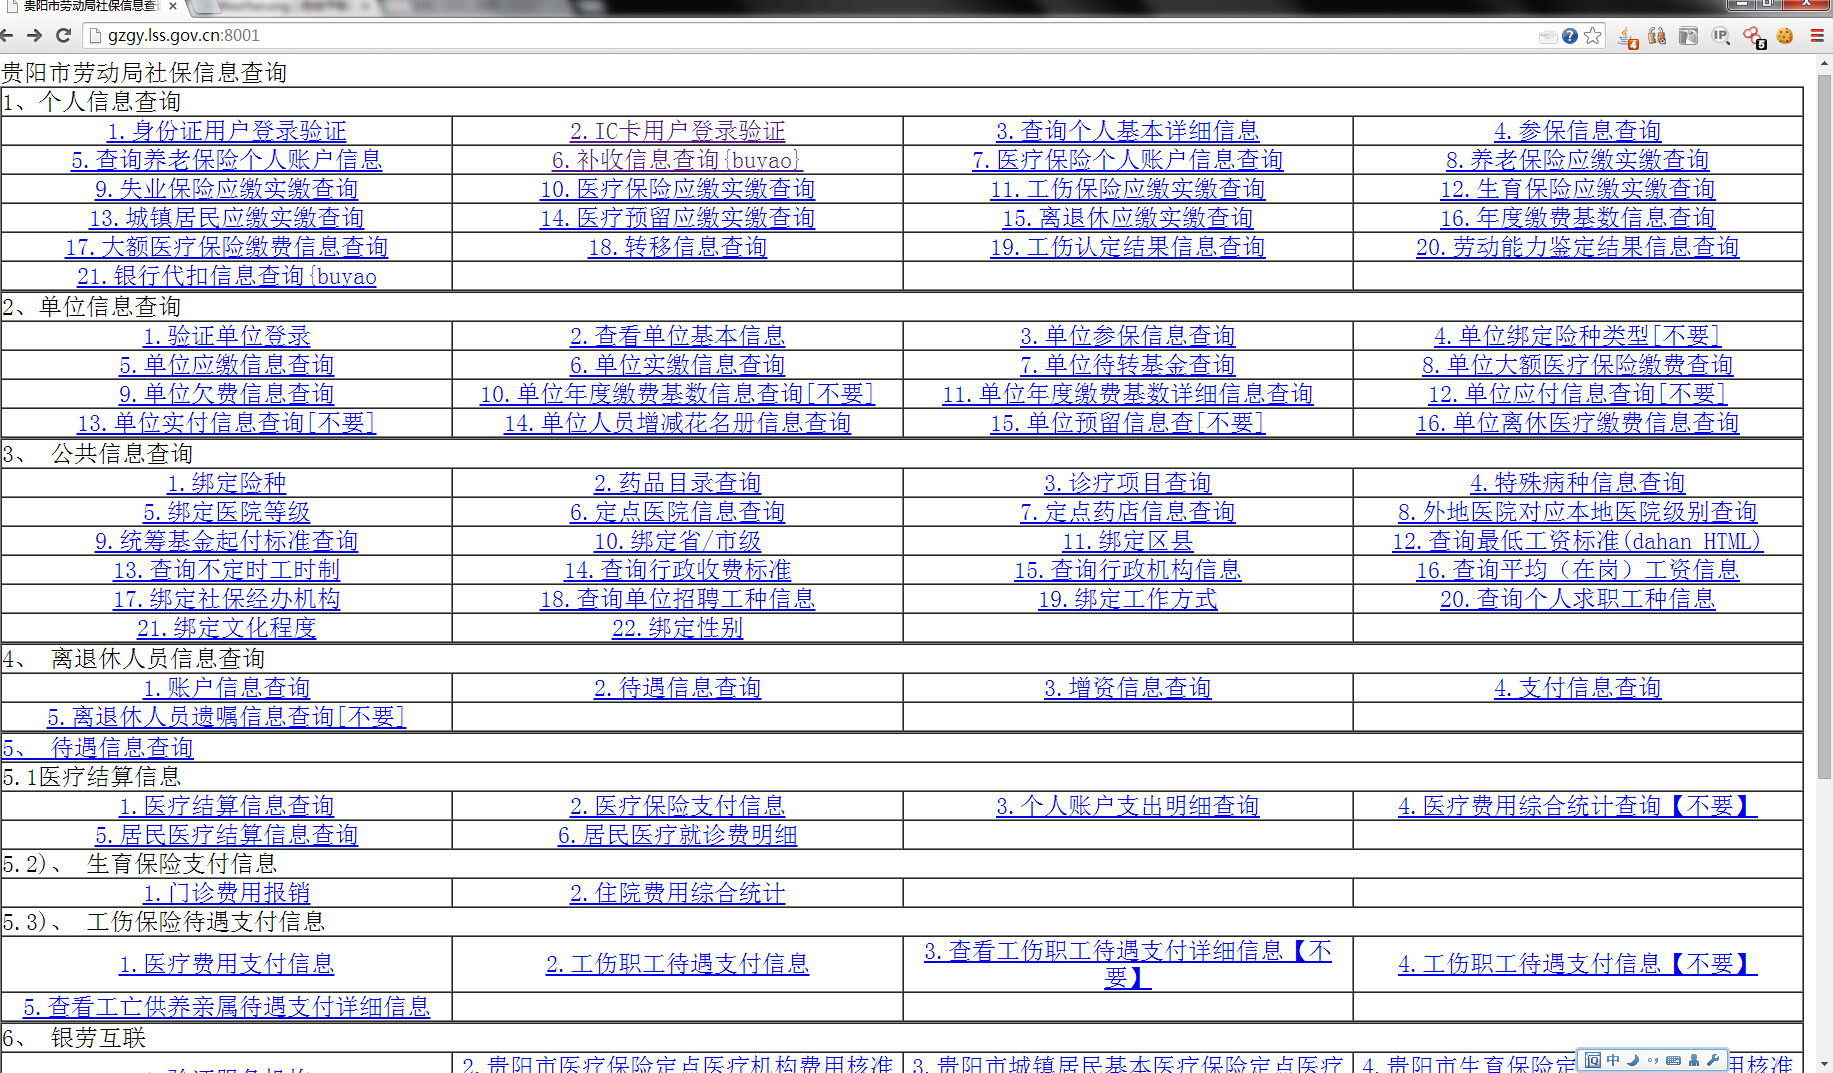 贵阳市劳动局社保信息查询
gzgy.lss.gov.cn:8001
贵阳市劳动局社保信息查询
1、个人信息查询
1.身份证用户登录验证 2.IC卡用户登录验证 3.查询个人基本详细信息 4.参保信息查询
5.查询养老保险个人账户信息 6.补收信息查询{buyao} 7.医疗保险个人账户信息查询 8.养老保险应缴实缴查询
9.失业保险应缴实缴查询 10.医疗保险应缴实缴查询 11.工伤保险应缴实缴查询 12.生育保险应缴实缴查询
13.城镇居民应缴实缴查询 14.医疗预留应缴实缴查询 15.离退休应缴实缴查询 16.年度缴费基数信息查询
17.大额医疗保险缴费信息查询 18.转移信息查询 19.工伤认定结果信息查询 20.劳动能力鉴定结果信息查询
21.银行代扣信息查询{buyao
2、单位信息查询
1.验证单位登录 2.查看单位基本信息 3.单位参保信息查询 4.单位绑定险种类型[不要]
5.单位应缴信息查询 6.单位实缴信息查询 7.单位待转基金查询 8.单位大额医疗保险缴费查询
9.单位欠费信息查询 10.单位年度缴费基数信息查询[不要] 11.单位年度缴费基数详细信息查询 12.单位应付信息查询[不要]
13.单位实付信息查询[不要] 14.单位人员增减花名册信息查询 15.单位预留信息查[不要] 16.单位离休医疗缴费信息查询
3、 公共信息查询
1.绑定险种 2.药品目录查询 3.诊疗项目查询 4.特殊病种信息查询
5.绑定医院等级 6.定点医院信息查询 7.定点药店信息查询 8.外地医院对应本地医院级别查询
9.统筹基金起付标准查询 10.绑定省/市级 11.绑定区县 12.查询最低工资标准(dahan HTML)
13.查询不定时工时制 14.查询行政收费标准 15.查询行政机构信息 16.查询平均（在岗）工资信息
17.绑定社保经办机构 18.查询单位招聘工种信息 19.绑定工作方式 20.查询个人求职工种信息
21.绑定文化程度 22.绑定性别
4、 离退休人员信息查询
1.账户信息查询 2.待遇信息查询 3.增资信息查询 4.支付信息查询
5.离退休人员遗嘱信息查询[不要]
5、 待遇信息查询
5.1医疗结算信息
1.医疗结算信息查询 2.医疗保险支付信息 3.个人账户支出明细查询 4.医疗费用综合统计查询【不要】
5.居民医疗结算信息查询 6.居民医疗就诊费明细
5.2)、 生育保险支付信息
1.门诊费用报销 2.住院费用综合统计
5.3)、 工伤保险待遇支付信息
1.医疗费用支付信息 2.工伤职工待遇支付信息 3.查看工伤职工待遇支付详细信息【不要】 4.工伤职工待遇支付信息【不要】
5.查看工亡供养亲属待遇支付详细信息
6、 银劳互联
2.贵阳市医疗保险定点医疗机构费用核准 3.贵阳市城镇居民基本医疗保险定点医疗 4.贵阳市生育保险定 用核准